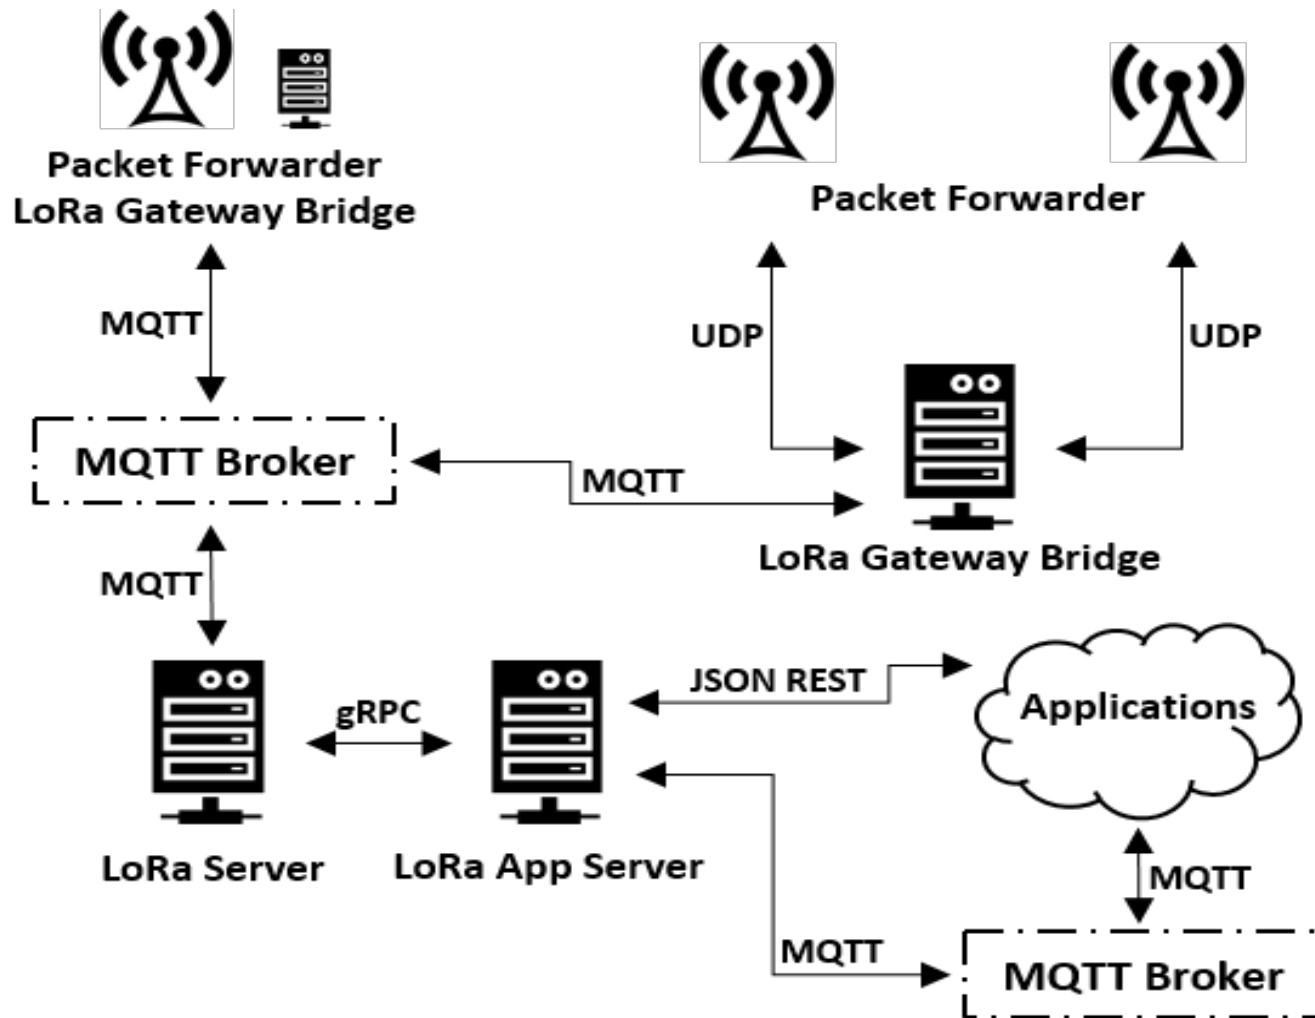 Packet Forwarder
LoRa Gateway Bridge
Packet Forwarder
MQTT
UDP
UDP
MQTT Broker
MQTT
LoRa Gateway Bridge
MQTT
JSON REST
Applications
gRPC
LoRa Server
LoRa App Server
MQTT
MQTT
MQTT Broker